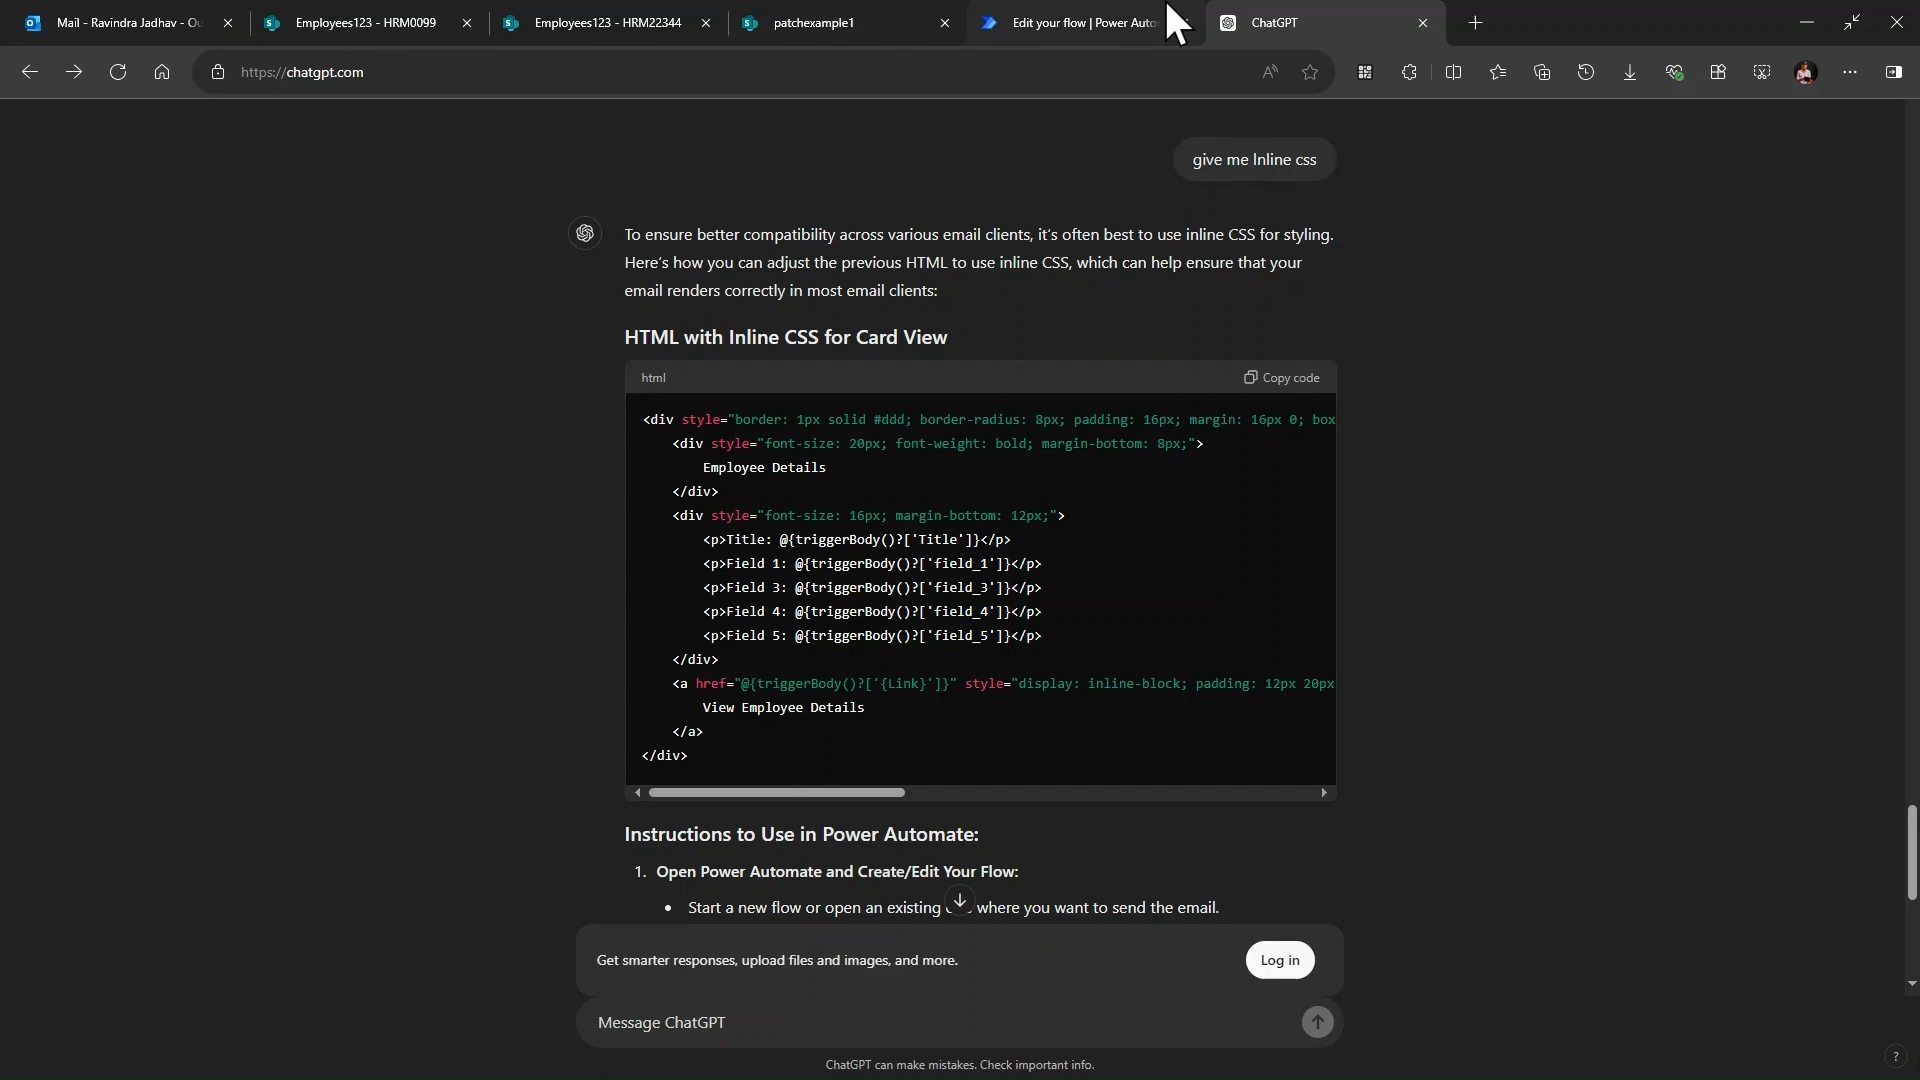 Mail - Ravindra Jadhav - Ou
Employees123 - HRM0099
Employees123 - HRM22344
patchexample1
Edit your flow | Power Auto
ChatGPT
https://chatgpt.com
give me Inline css
To ensure better compatibility across various email clients, it's often best to use inline CSS for styling.
Here's how you can adjust the previous HTML to use inline CSS, which can help ensure that your
email renders correctly in most email clients:
HTML with Inline CSS for Card View
html
Copy code
<div style="border: 1px solid #ddd; border-radius: 8px; padding: 16px; margin: 16px 0; box
<div style="font-size: 20px; font-weight: bold; margin-bottom: 8px;">
Employee Details
</div>
<div style="font-size: 16px; margin-bottom: 12px;">
<p>Title: @{triggerBody()?['Title']}</p>
<p>Field 1: @{triggerBody()?['field_1']}</p>
<p>Field 3: @{triggerBody()?['field_3']}</p>
<p>Field 4: @{triggerBody()?['field_4']}</p>
<p>Field 5: @{triggerBody()?['field_5']}</p>
</div>
<a href="@{triggerBody()?['{Link}']}" style="display: inline-block; padding: 12px 20px
View Employee Details
</a>
</div>
Instructions to Use in Power Automate:
1. Open Power Automate and Create/Edit Your Flow:
• Start a new flow or open an existing where you want to send the email.
Get smarter responses, upload files and images, and more.
Log in
Message ChatGPT
ChatGPT can make mistakes. Check important info.
?